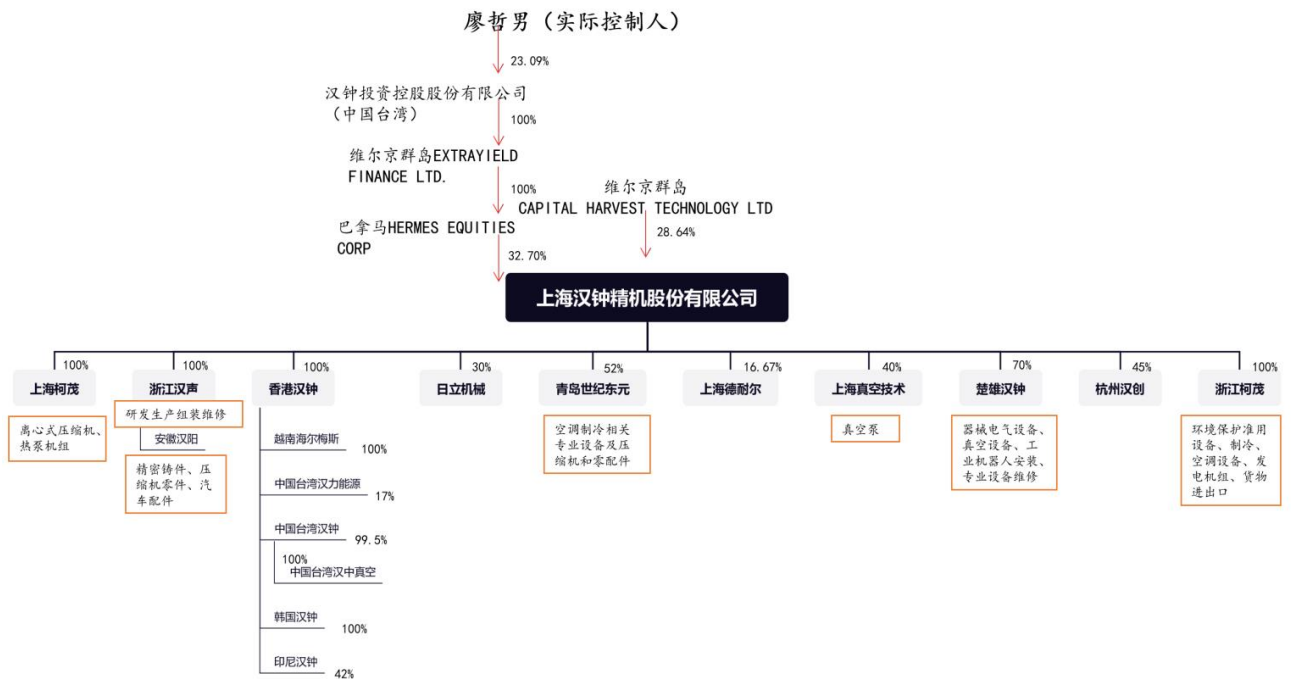 廖哲男（实际控制人）
23.09%
汉钟投资控股股份有限公司
（中国台湾）
100%
维尔京群岛EXTRAYIELD
FINANCE LTD.
100%
维尔京群岛
CAPITAL HARVEST TECHNOLOGY LTD
28.64%
巴拿马HERMES EQUITIES
CORP
32.70%
上海汉钟精机股份有限公司
100%
上海柯茂
离心式压缩机、
热泵机组
100%
浙江汉声
研发生产组装维修
安徽汉阳
精密铸件、压
缩机零件、汽
车配件
100%
香港汉钟
越南海尔梅斯
100%
中国台湾汉力能源
17%
中国台湾汉钟
99.5%
100%
中国台湾汉中真空
韩国汉钟
100%
印尼汉钟
42%
30%
日立机械
52%
青岛世纪东元
空调制冷相关
专业设备及压
缩机和零配件
16.67%
上海德耐尔
40%
上海真空技术
真空泵
70%
楚雄汉钟
器械电气设备、
真空设备、工
业机器人安装、
专业设备维修
45%
杭州汉创
100%
浙江柯茂
环境保护准用
设备、制冷、
空调设备、发
电机组、货物
进出口